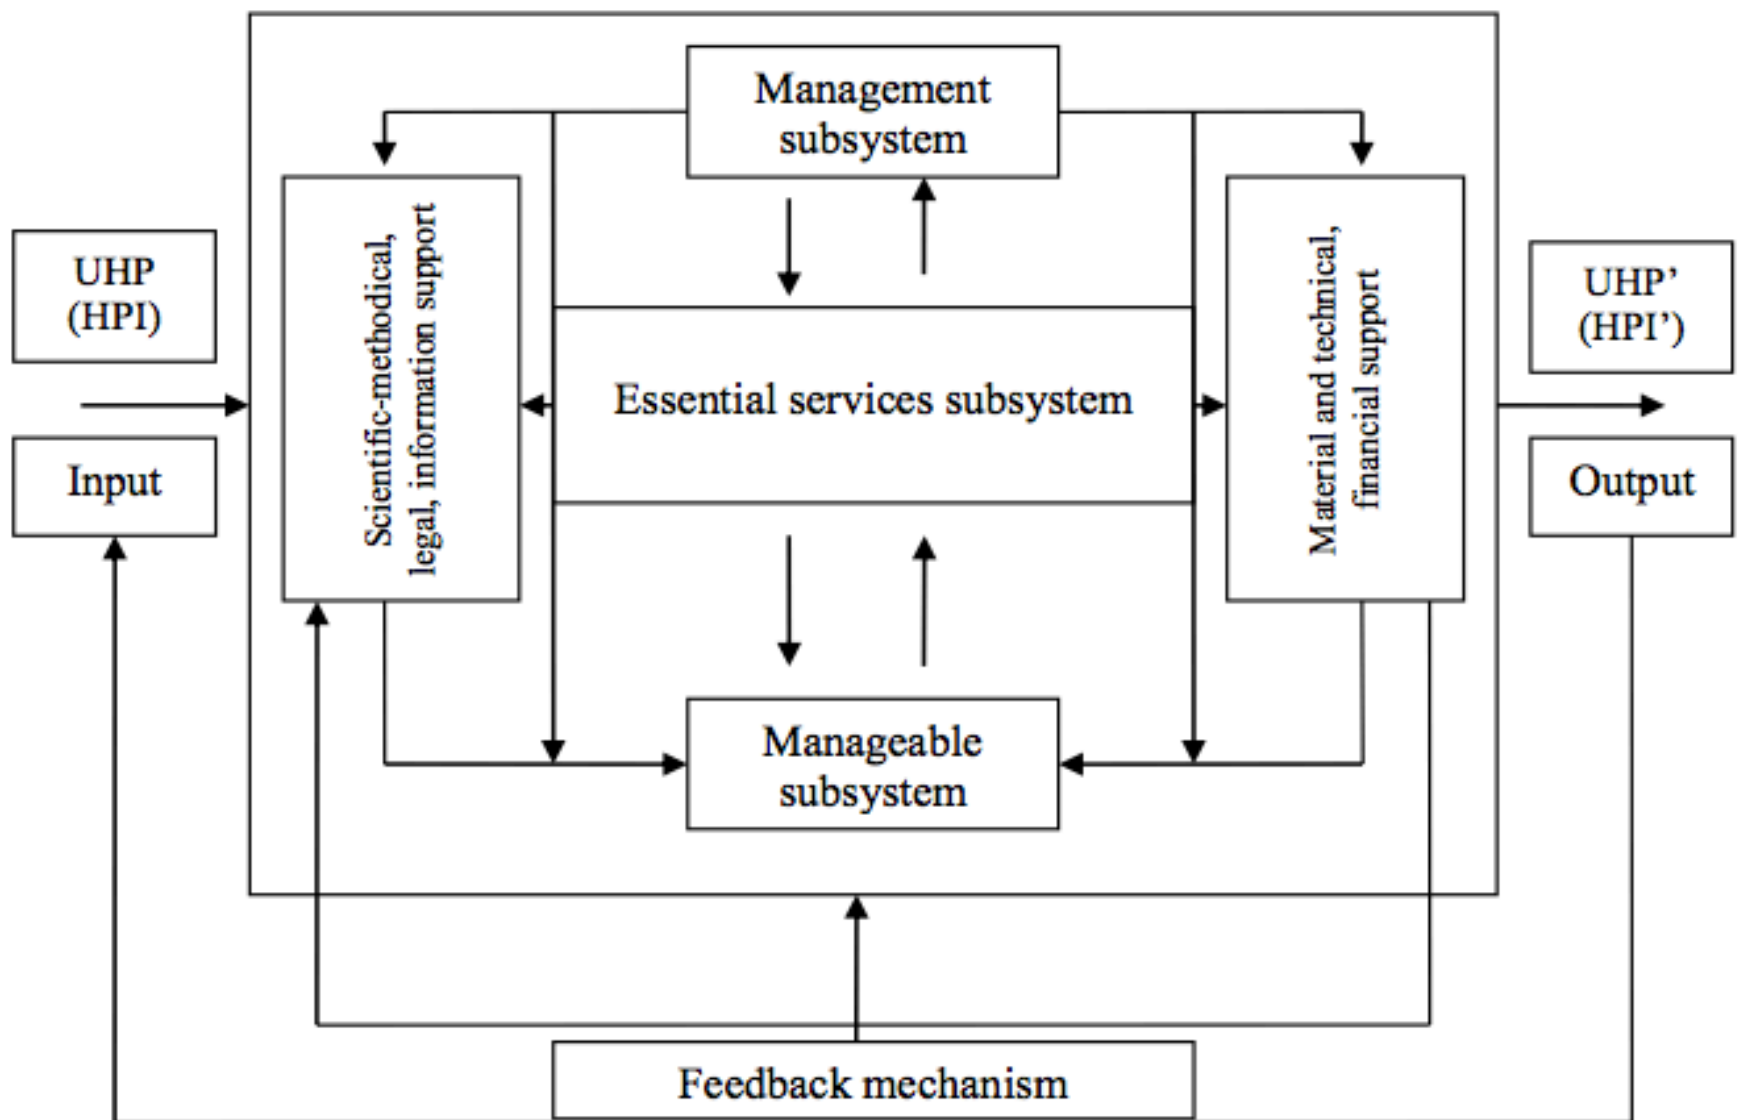 Management
subsystem
UHP
(HPI)
Input
Scientific-methodical,
legal, information support
Essential services subsystem
Material and technical,
financial support
UHP’
(HPI’)
Output
Manageable
subsystem
Feedback mechanism